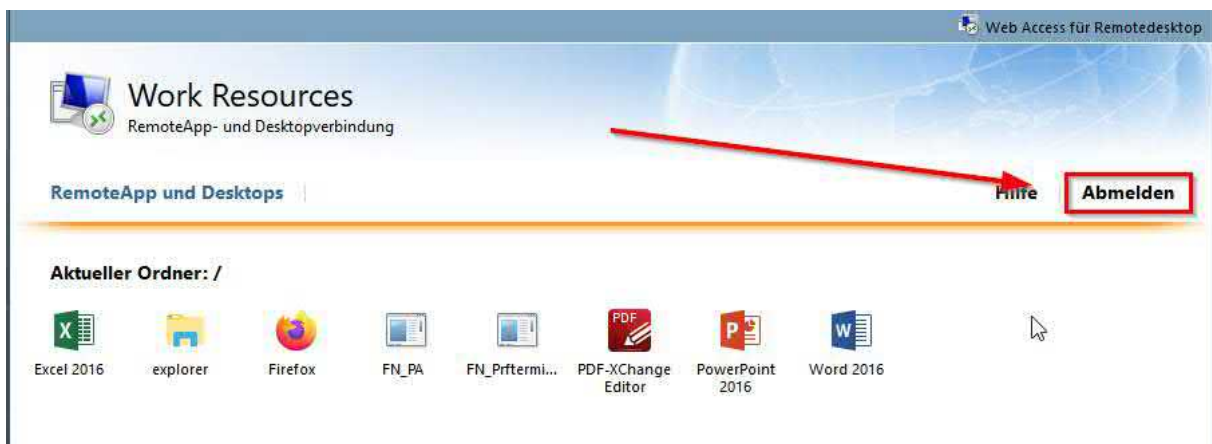 Web Access für Remotedesktop
Work Resources
RemoteApp- und Desktopverbindung
RemoteApp und Desktops
Hilfe
Abmelden
Aktueller Ordner: /
Excel 2016
explorer
Firefox
FN_PA
FN_Prftermi...
PDF
PDF-XChange
Editor
PowerPoint
2016
Word 2016